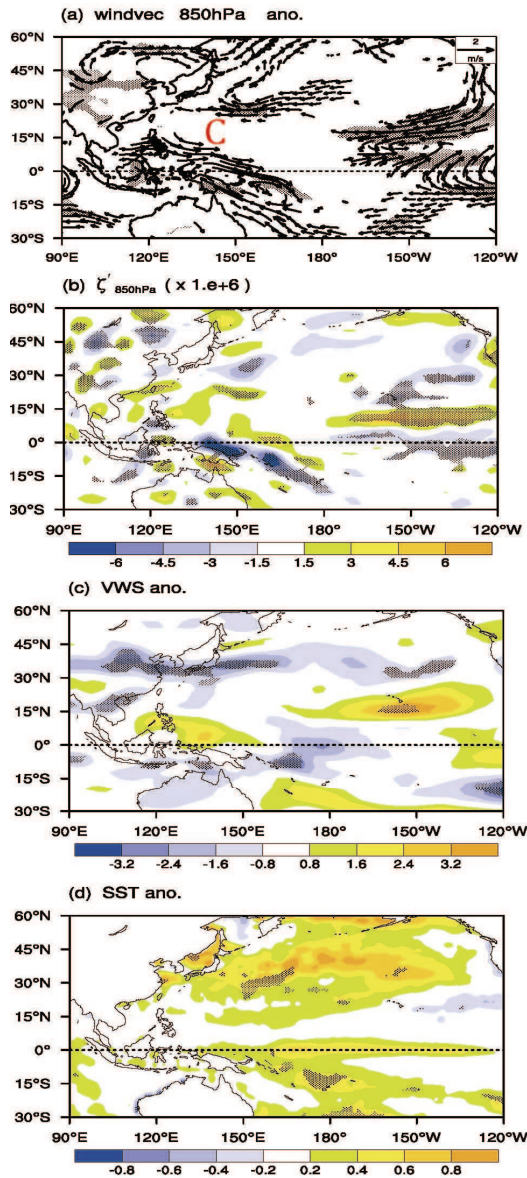 (a) windvec 850hPa ano.
60°N
45°N
30°N
15°N
0°
15°S
30°S
2
m/s
C
90°E 120°E 150°E 180° 150°W 120°W
(b) ζ'850hPa ( x 1.e+6)
60°N
45°N
30°N
15°N
0°
15°S
30°S
90°E 120°E 150°E 180° 150°W 120°W
-6 -4.5 -3 -1.5 1.5 3 4.5 6
(c) VWS ano.
60°N
45°N
30°N
15°N
0°
15°S
30°S
90°E 120°E 150°E 180° 150°W 120°W
-3.2 -2.4 -1.6 -0.8 0.8 1.6 2.4 3.2
(d) SST ano.
60°N
45°N
30°N
15°N
0°
15°S
30°S
90°E 120°E 150°E 180° 150°W 120°W
-0.8 -0.6 -0.4 -0.2 0.2 0.4 0.6 0.8